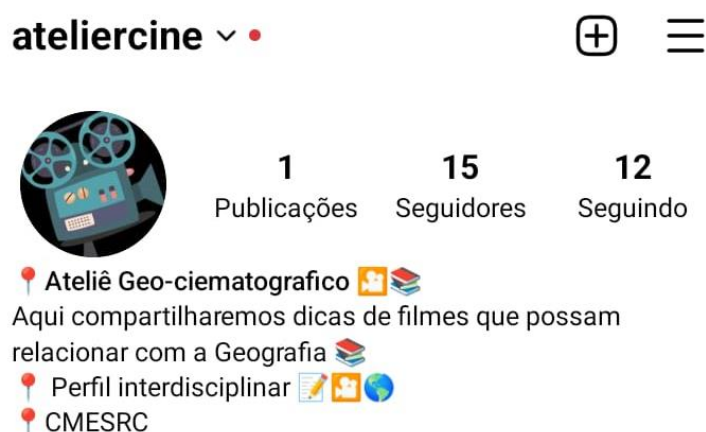 ateliercine
1 15 12
Publicações Seguidores Seguindo
📍Ateliê Geo-ciematografico 🎦📚
Aqui compartilharemos dicas de filmes que possam
relacionar com a Geografia 📚
📍 Perfil interdisciplinar 📝🎦🌎
📍CMESRC